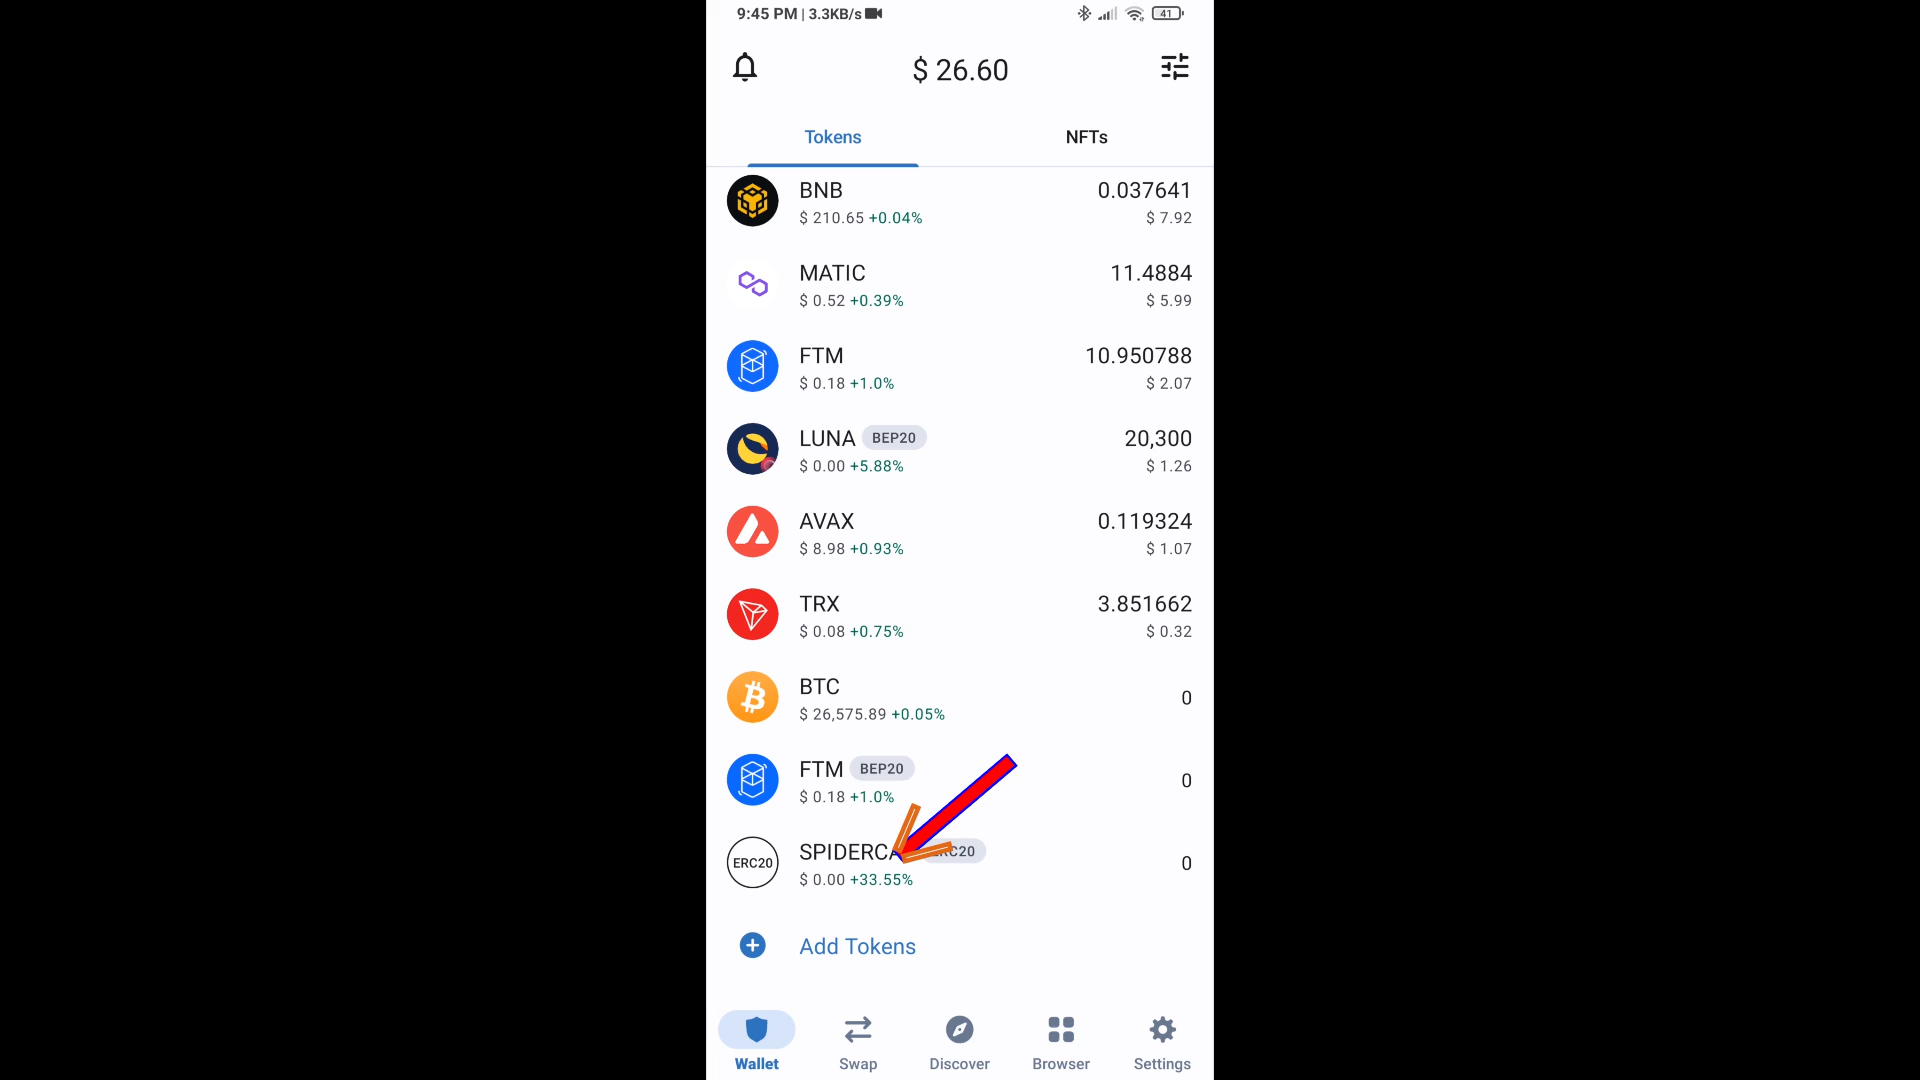 9:45 PM | 3.3KB/s 41
$ 26.60
Tokens NFTs
BNB 0.037641
$ 210.65 +0.04% $ 7.92
MATIC 11.4884
$ 0.52 +0.39% $ 5.99
FTM 10.950788
$ 0.18 +1.0% $ 2.07
LUNA BEP20 20,300
$ 0.00 +5.88% $ 1.26
AVAX 0.119324
$ 8.98 +0.93% $ 1.07
TRX 3.851662
$ 0.08 +0.75% $ 0.32
BTC 0
$ 26,575.89 +0.05%
FTM BEP20 0
$ 0.18 +1.0%
ERC20 ERC20 0
$ 0.00 +33.55%
Add Tokens
Wallet Swap Discover Browser Settings